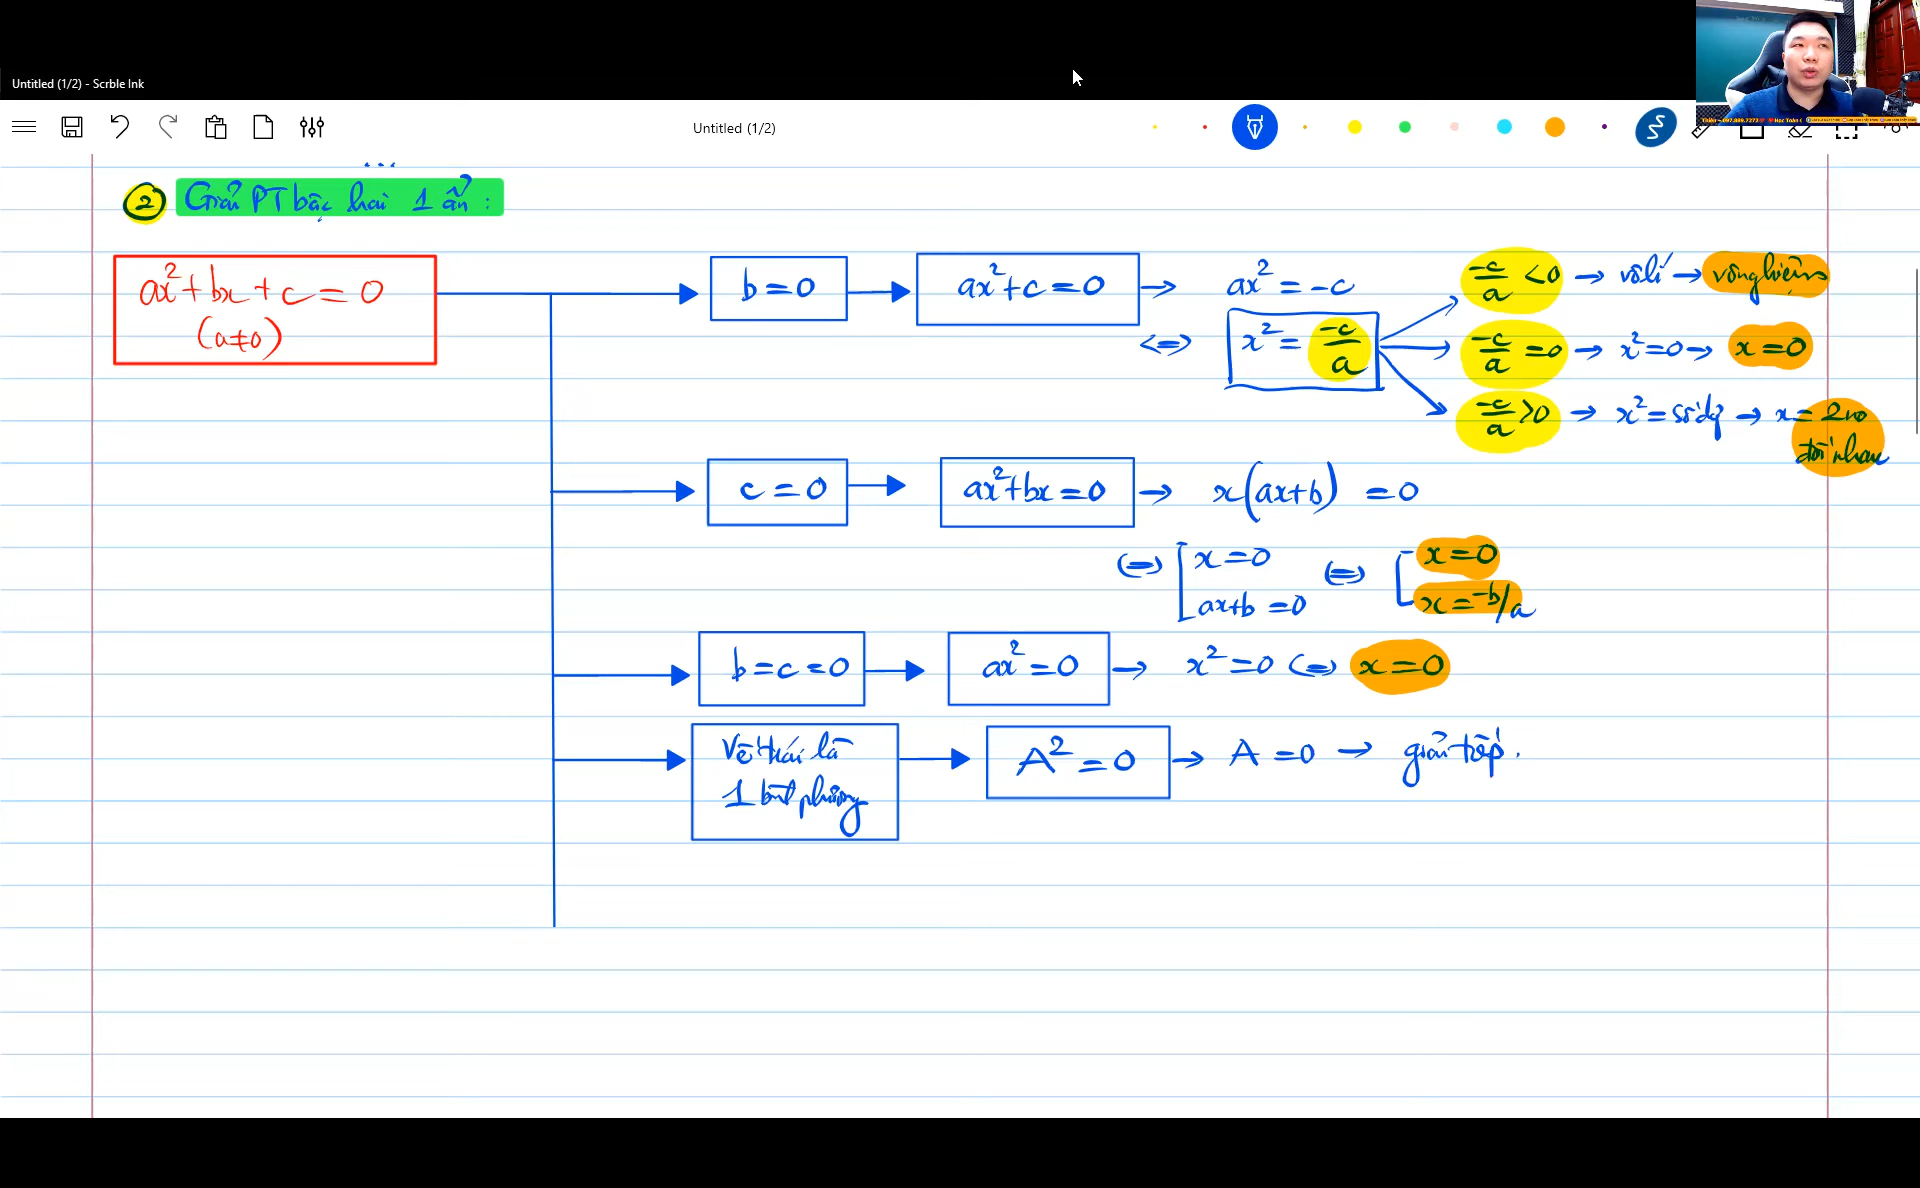 Untitled (1/2) - Scrble Ink
Untitled (1/2)
2 Giải PT bậc hai 1 ẩn :
ax²+bx+c=0
(a≠0)
b=0
ax²+c=0 → ax² = -c
⇔ x² = -c/a
-c/a <0 → vô lí → vô nghiệm
-c/a =0 → x²=0 → x=0
-c/a >0 → x² = số dg → x = 2 no
đối nhau
c=0
ax²+bx=0 → x(ax+b) =0
⇔ [ x=0 ⇔ [ x=0
ax+b=0 x=-b/a
b=c=0
ax²=0 → x²=0 ⇔ x=0
Vế trái là
1 bình phương
A²=0 → A=0 → giải tiếp.